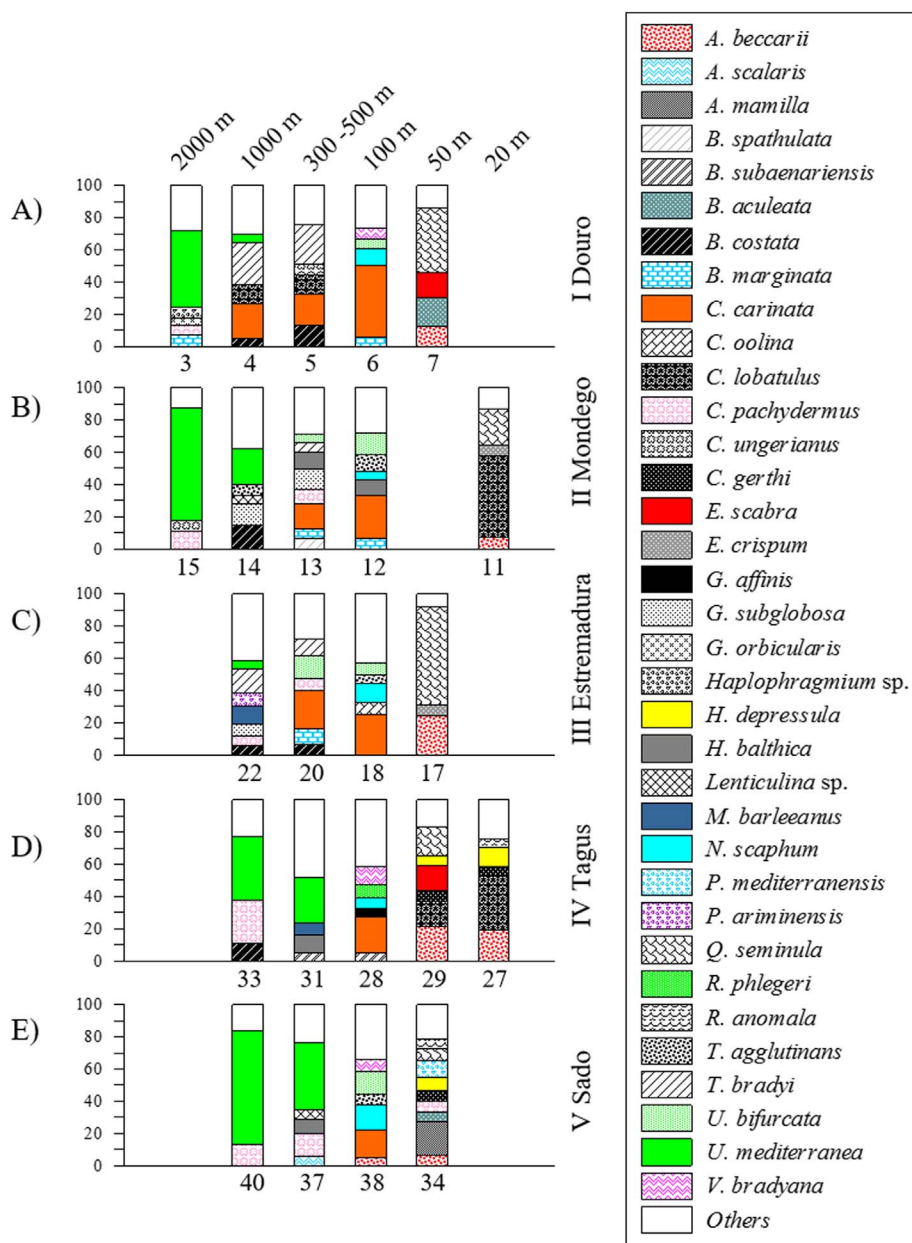 2000 m 1000 m 300 -500 m 100 m 50 m 20 m
A)
100
80
60
40
20
0
3 4 5 6 7
I Douro
B)
100
80
60
40
20
0
15 14 13 12 11
II Mondego
C)
100
80
60
40
20
0
22 20 18 17
III Estremadura
D)
100
80
60
40
20
0
33 31 28 29 27
IV Tagus
E)
100
80
60
40
20
0
40 37 38 34
V Sado
A. beccarii
A. scalaris
A. mamilla
B. spathulata
B. subaenariensis
B. aculeata
B. costata
B. marginata
C. carinata
C. oolina
C. lobatulus
C. pachydermus
C. ungerianus
C. gerthi
E. scabra
E. crispum
G. affinis
G. subglobosa
G. orbicularis
Haplophragmium sp.
H. depressula
H. balthica
Lenticulina sp.
M. barleeanus
N. scaphum
P. mediterranensis
P. ariminensis
Q. seminula
R. phlegeri
R. anomala
T. agglutinans
T. bradyi
U. bifurcata
U. mediterranea
V. bradyana
Others